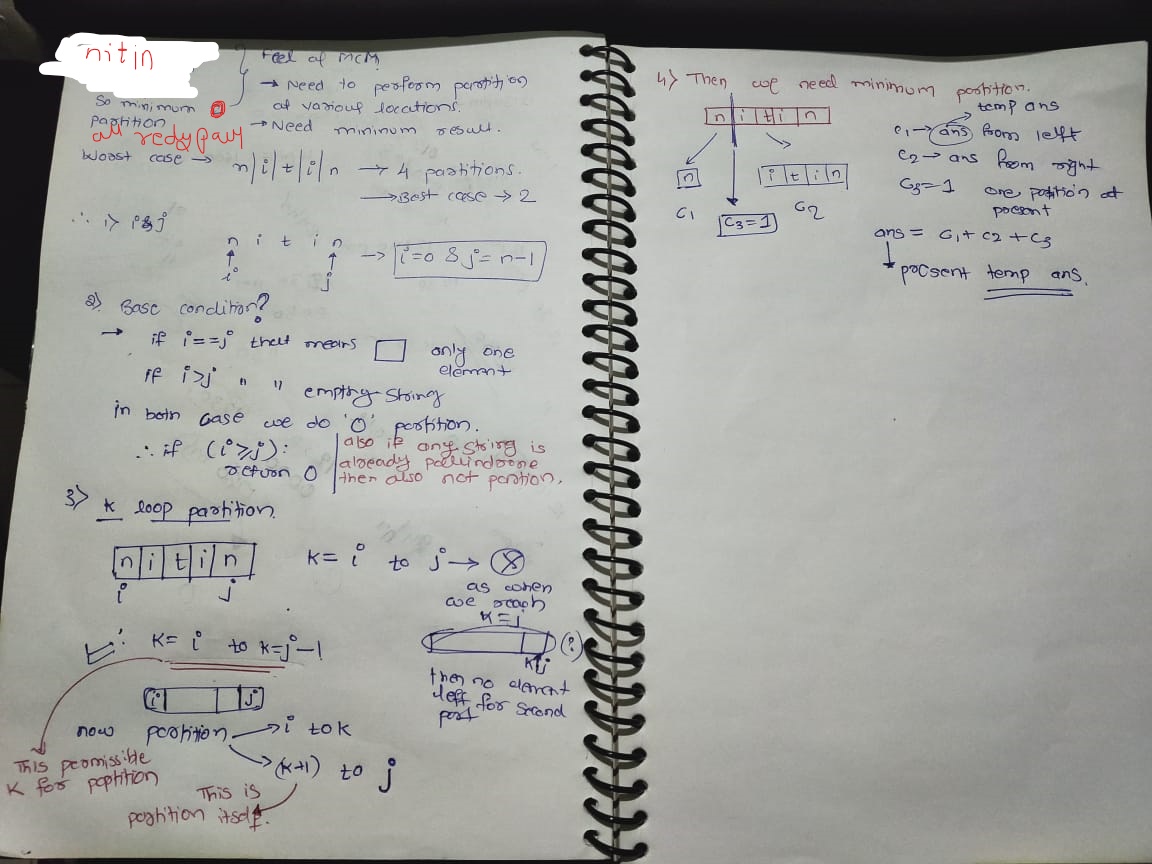 nitin
Feel of MCM
→ Need to perform partition
at various locations.
→ Need minimum result.
So minimum
partition
all redy pall
Worst case → n|i|t|i|n → 4 partitions.
→ Best case → 2
∴ 1) i & j
n i t i n → i=0 & j= n-1
i j
2) Base condition?
→ if i==j that means □ only one
element
if i>j " " empty string
in both case we do '0' partition.
∴ if (i≥j):
return 0
also if any string is
already pallindrone
then also not partion.
3) K loop partition.
n i t i n K= i to j → ⊗
i j
as when
we reach
K=j
K j (?)
then no element
left for second
part
∴ K= i to K=j-1
i j
now partition → i to K
→ (K+1) to j
This permissible
K for partition
This is
partition itself.
4) Then we need minimum partition.
n i t i n
n i t i n
C1 C3=1 C2
temp ans
C1 → ans from left
C2 → ans from right
C3=1 one partition at
present
ans = C1 + C2 + C3
present temp ans.